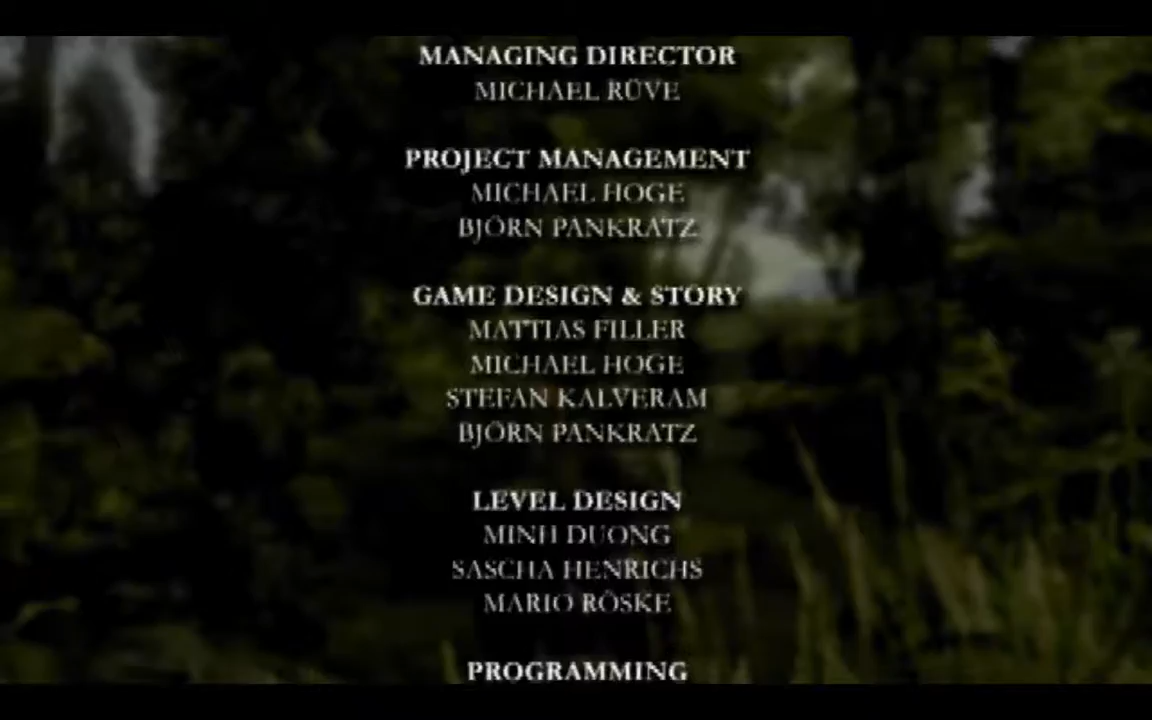 MANAGING DIRECTOR
MICHAEL RÜVE
PROJECT MANAGEMENT
MICHAEL HOGE
BJÖRN PANKRATZ
GAME DESIGN & STORY
MATTIAS FILLER
MICHAEL HOGE
STEFAN KALVERAM
BJÖRN PANKRATZ
LEVEL DESIGN
MINH DUONG
SASCHA HENRICHS
MARIO RÖSKE
PROGRAMMING